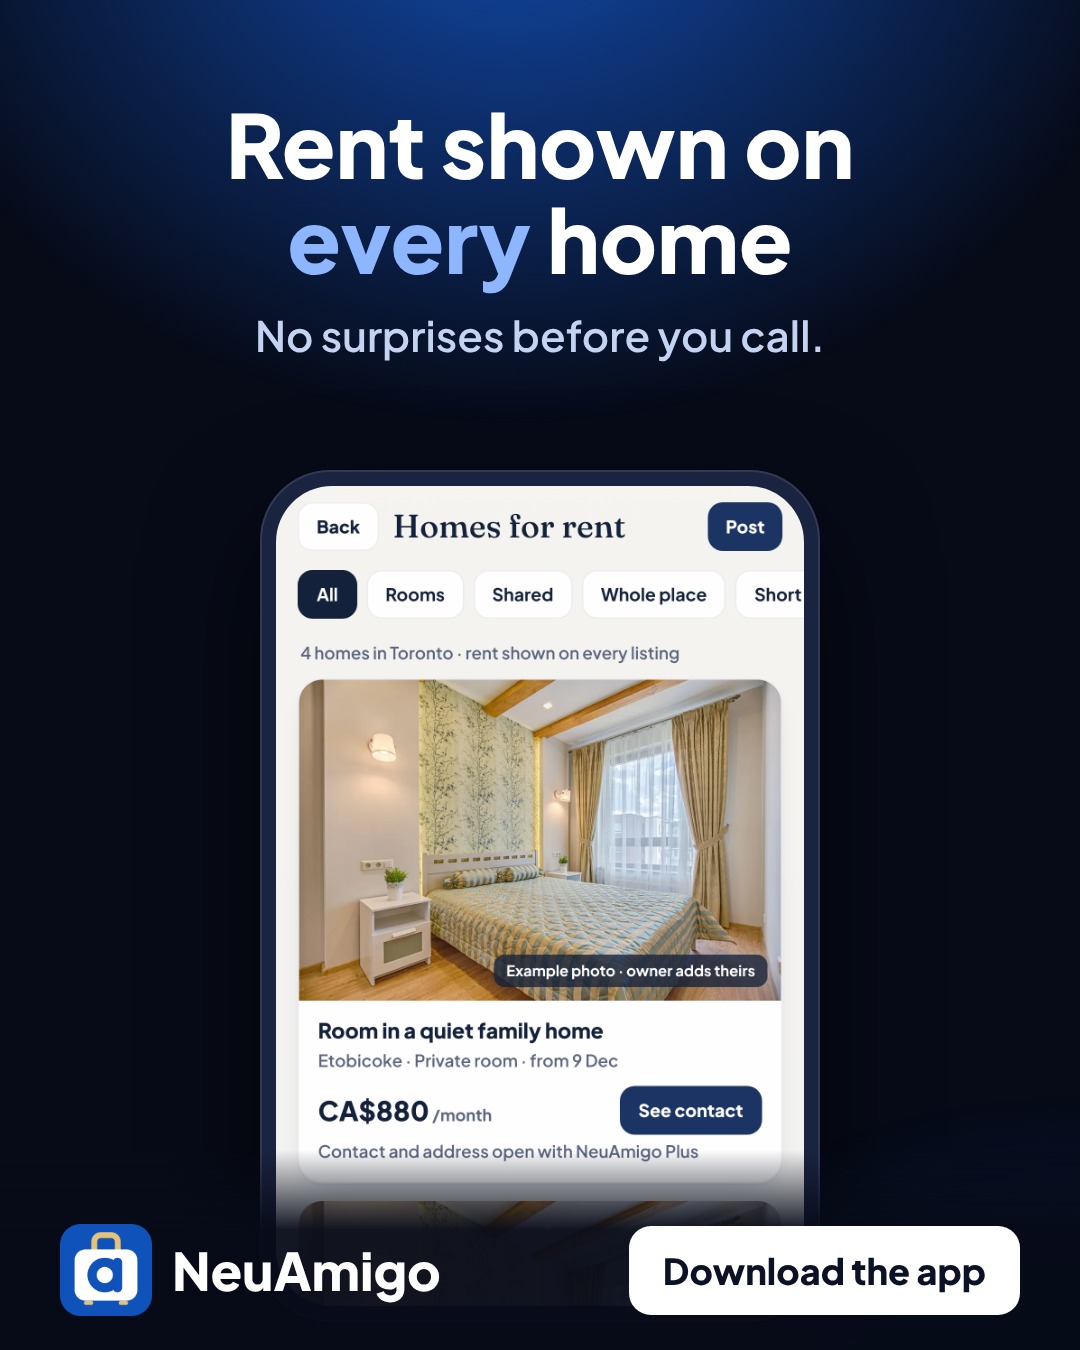 Rent shown on
every home
No surprises before you call.
Back
Homes for rent
Post
All
Rooms
Shared
Whole place
Short
4 homes in Toronto · rent shown on every listing
Example photo · owner adds theirs
Room in a quiet family home
Etobicoke · Private room · from 9 Dec
CA$880 /month
See contact
Contact and address open with NeuAmigo Plus
a
NeuAmigo
Download the app